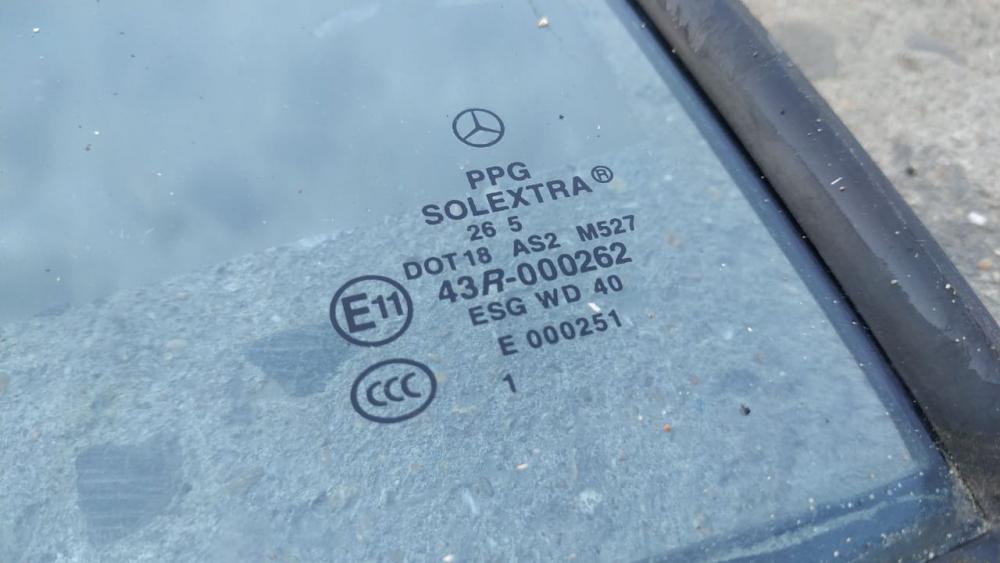 PPG
SOLEXTRA®
26 5
DOT18 AS2 M527
E11 43R-000262
ESG WD 40
E 000251
CCC 1